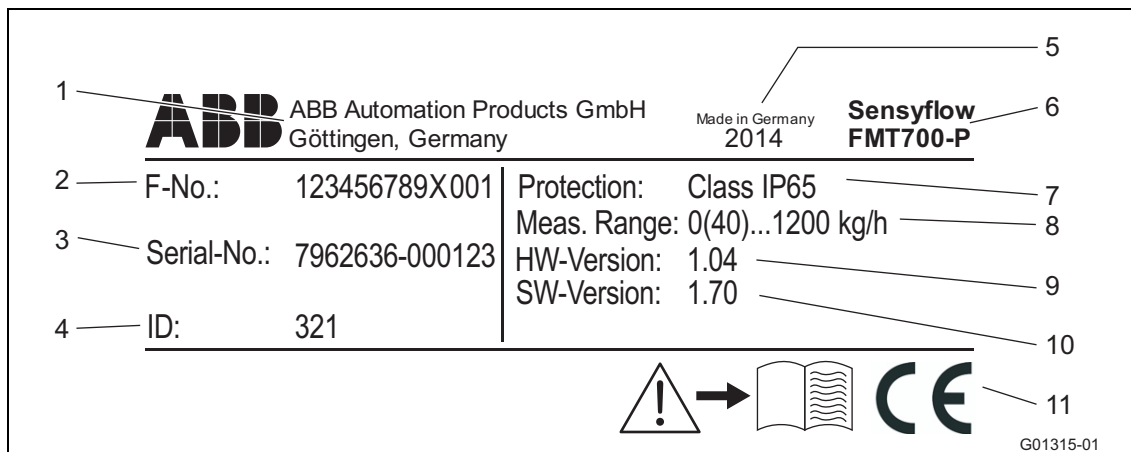 5
1
ABB
ABB Automation Products GmbH
Göttingen, Germany
Made in Germany
2014
Sensyflow
FMT700-P
6
2
F-No.: 123456789X001
Protection: Class IP65
7
Meas. Range: 0(40)...1200 kg/h
8
3
Serial-No.: 7962636-000123
HW-Version: 1.04
9
SW-Version: 1.70
10
4
ID: 321
CE
11
G01315-01